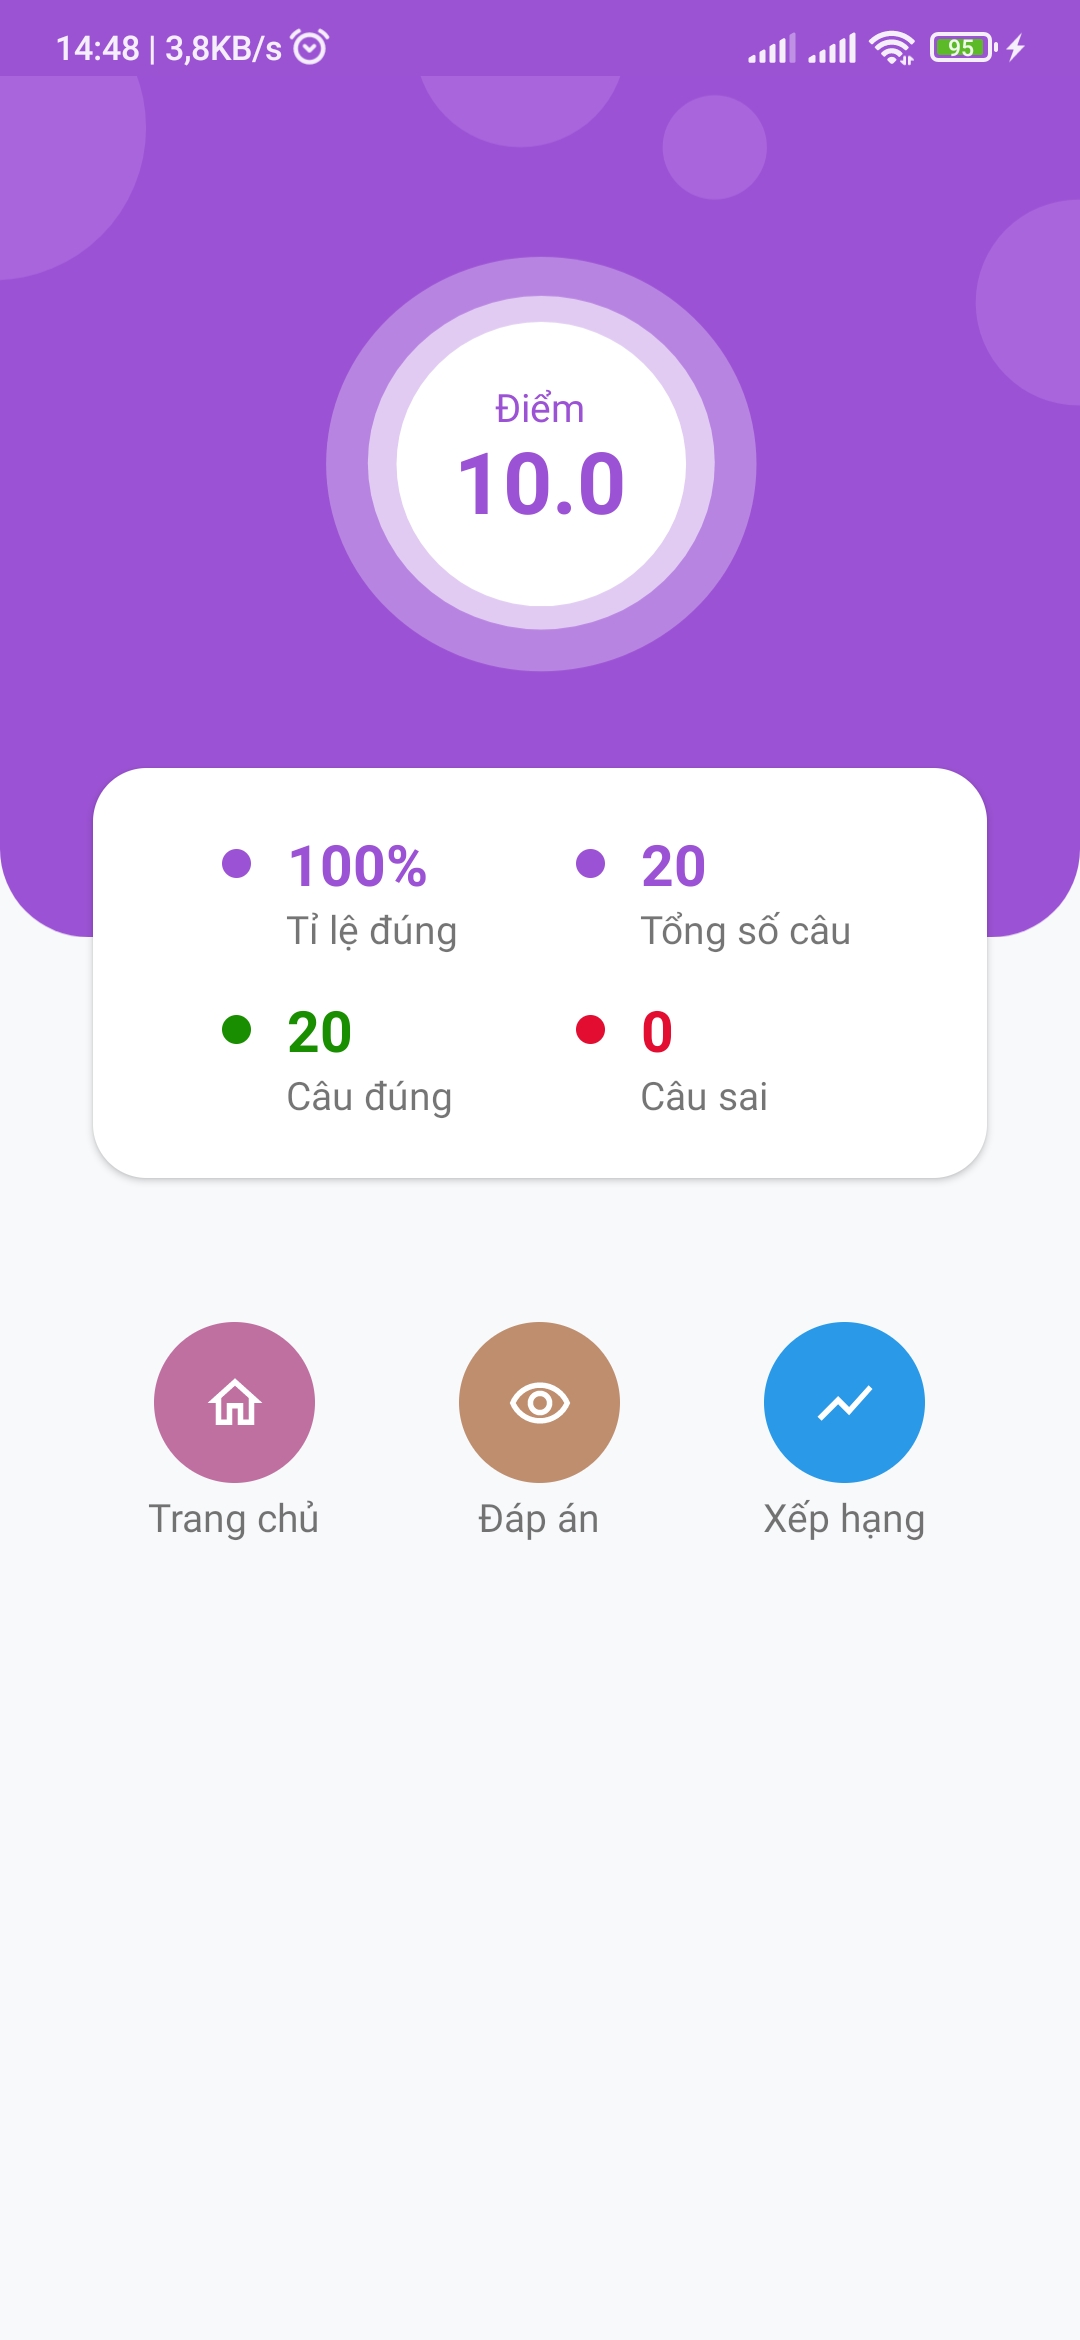 14:48 | 3,8KB/s
95
Điểm
10.0
100%
Tỉ lệ đúng
20
Tổng số câu
20
Câu đúng
0
Câu sai
Trang chủ
Đáp án
Xếp hạng